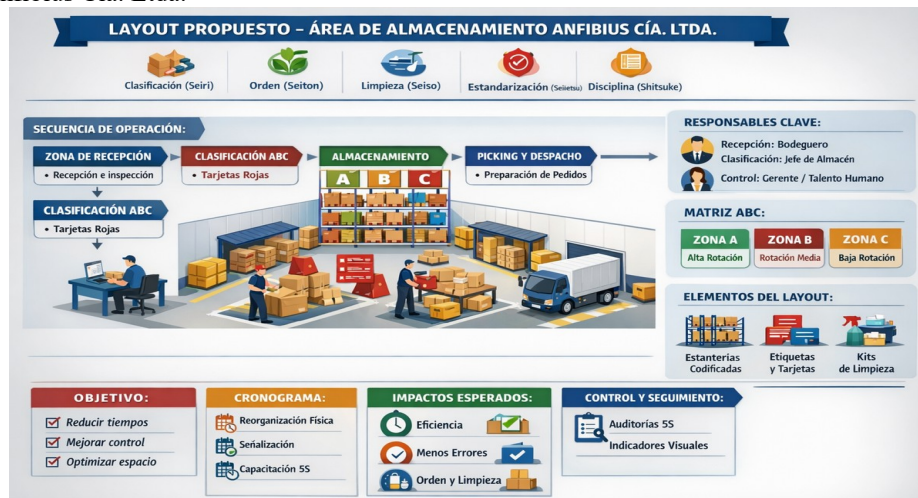 LAYOUT PROPUESTO – ÁREA DE ALMACENAMIENTO ANFIBIUS CÍA. LTDA.
Clasificación (Seiri)
Orden (Seiton)
Limpieza (Seiso)
Estandarización
Disciplina (Shitsuke)
SECUENCIA DE OPERACIÓN:
ZONA DE RECEPCIÓN
• Recepción e inspección
CLASIFICACIÓN ABC
• Tarjetas Rojas
ALMACENAMIENTO
A B C
PICKING Y DESPACHO
• Preparación de Pedidos
CLASIFICACIÓN ABC
• Tarjetas Rojas
RESPONSABLES CLAVE:
Recepción: Bodeguero
Clasificación: Jefe de Almacén
Control: Gerente / Talento Humano
MATRIZ ABC:
ZONA A
Alta Rotación
ZONA B
Rotación Media
ZONA C
Baja Rotación
ELEMENTOS DEL LAYOUT:
Estanterías
Codificadas
Etiquetas
y Tarjetas
Kits
de Limpieza
OBJETIVO:
Reducir tiempos
Mejorar control
Optimizar espacio
CRONOGRAMA:
Reorganización Física
Señalización
Capacitación 5S
IMPACTOS ESPERADOS:
Eficiencia
Menos Errores
Orden y Limpieza
CONTROL Y SEGUIMIENTO:
Auditorías 5S
Indicadores Visuales